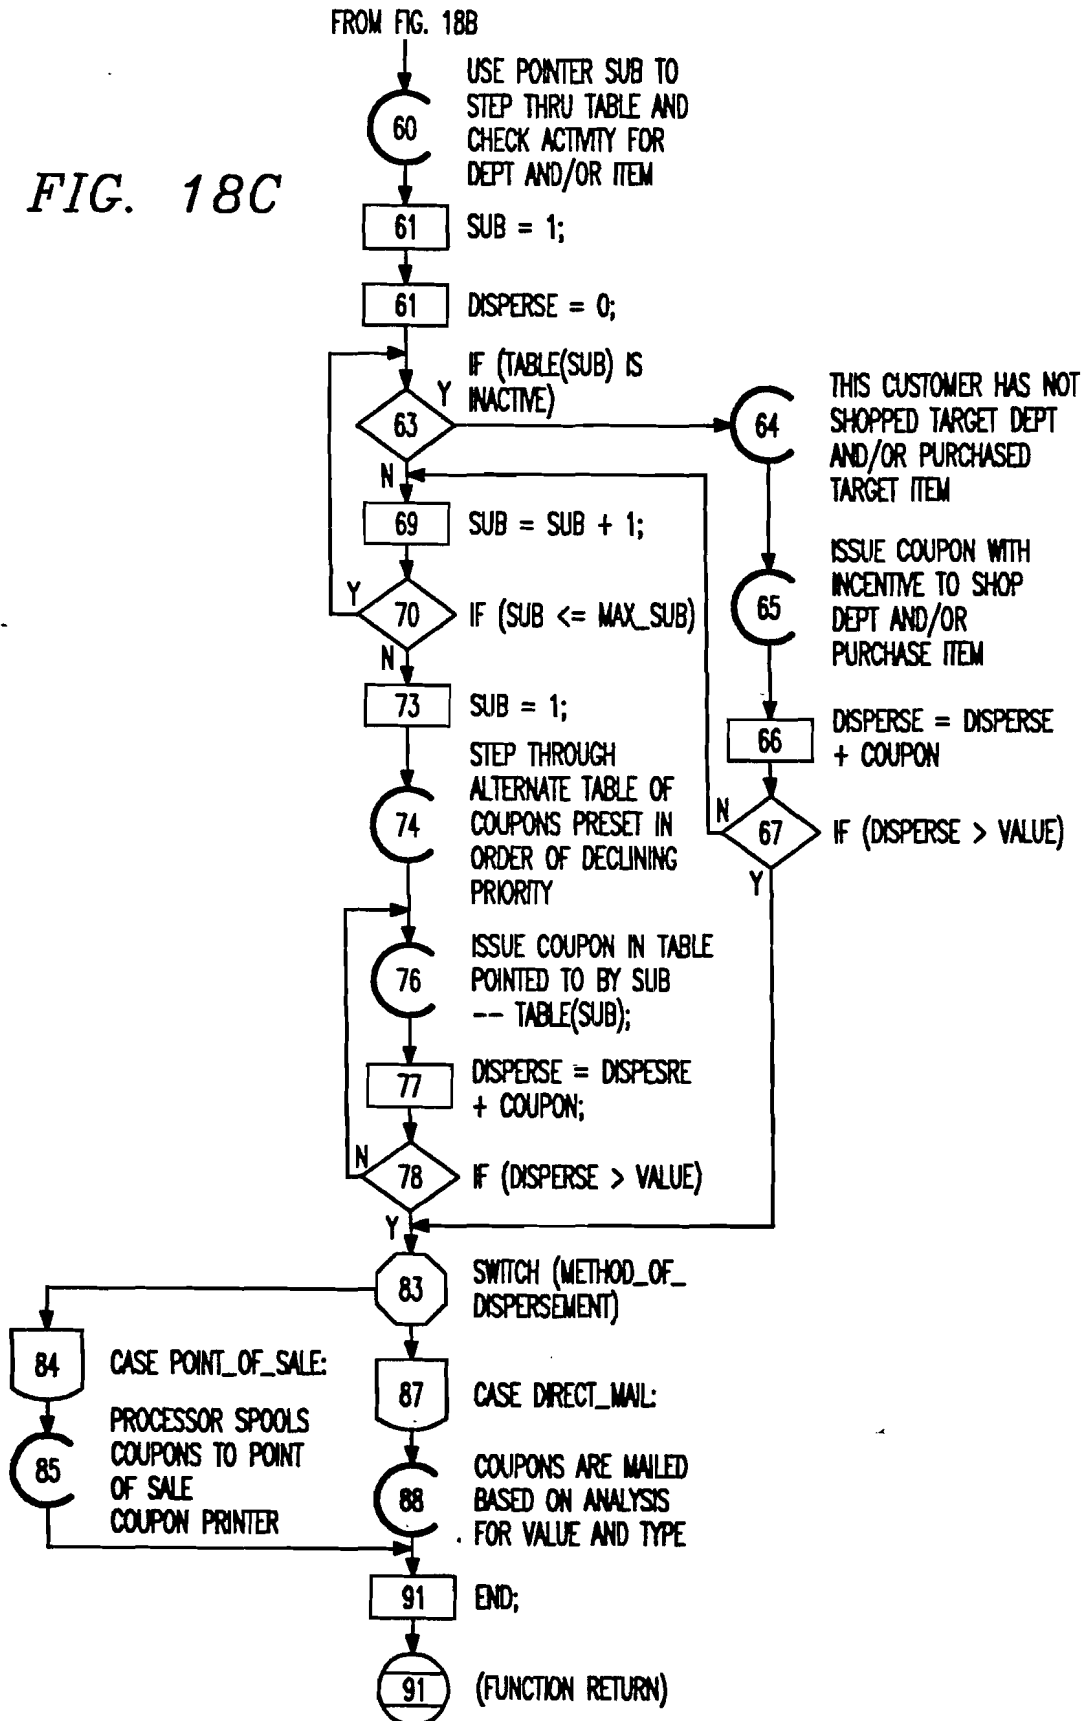 FROM FIG. 18B
USE POINTER SUB TO
STEP THRU TABLE AND
CHECK ACTIVITY FOR
DEPT AND/OR ITEM
60
FIG. 18C
61
SUB = 1;
61
DISPERSE = 0;
IF (TABLE(SUB) IS
INACTIVE)
Y
63
N
64
THIS CUSTOMER HAS NOT
SHOPPED TARGET DEPT
AND/OR PURCHASED
TARGET ITEM
69
SUB = SUB + 1;
65
ISSUE COUPON WITH
INCENTIVE TO SHOP
DEPT AND/OR
PURCHASE ITEM
Y
70
IF (SUB <= MAX_SUB)
N
73
SUB = 1;
66
DISPERSE = DISPERSE
+ COUPON
STEP THROUGH
ALTERNATE TABLE OF
COUPONS PRESET IN
ORDER OF DECLINING
PRIORITY
74
N
67
IF (DISPERSE > VALUE)
Y
76
ISSUE COUPON IN TABLE
POINTED TO BY SUB
-- TABLE(SUB);
77
DISPERSE = DISPESRE
+ COUPON;
N
78
IF (DISPERSE > VALUE)
Y
83
SWITCH (METHOD_OF_
DISPERSEMENT)
84
CASE POINT_OF_SALE:
87
CASE DIRECT_MAIL:
85
PROCESSOR SPOOLS
COUPONS TO POINT
OF SALE
COUPON PRINTER
88
COUPONS ARE MAILED
BASED ON ANALYSIS
FOR VALUE AND TYPE
91
END;
91
(FUNCTION RETURN)